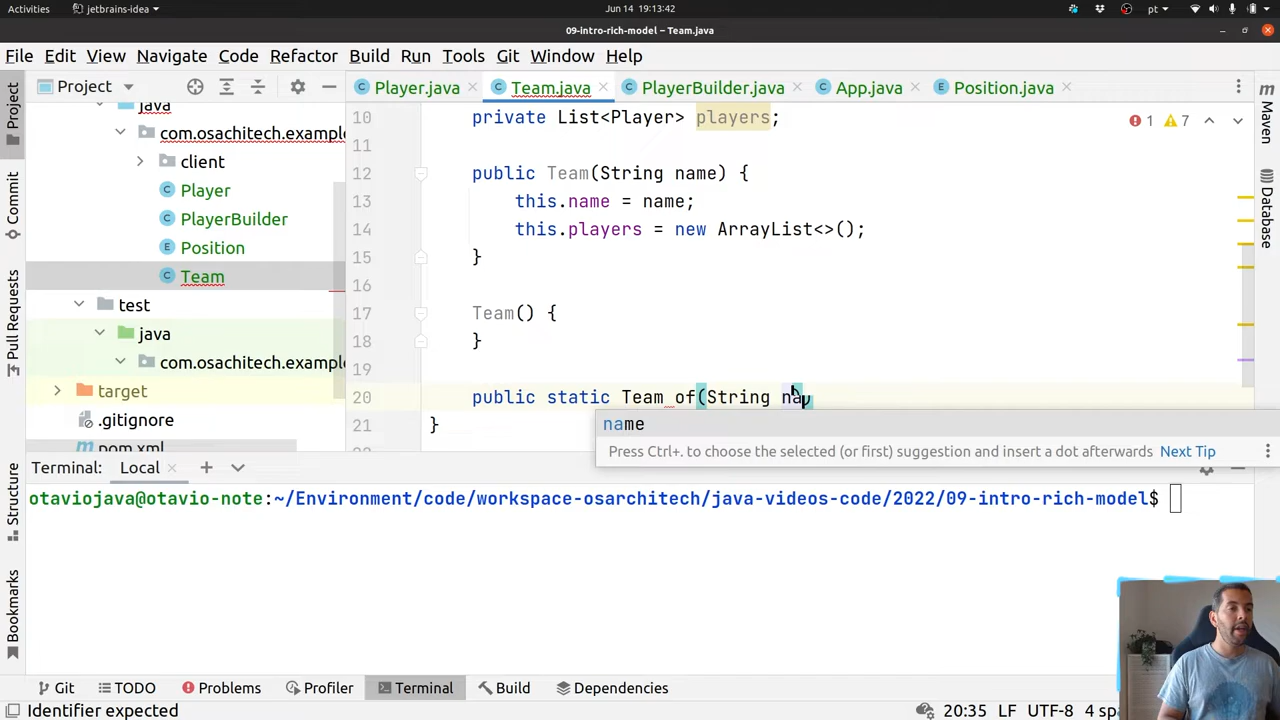 Activities jetbrains-idea Jun 14 19:13:42 pt
09-intro-rich-model – Team.java
File Edit View Navigate Code Refactor Build Run Tools Git Window Help
Project Player.java Team.java PlayerBuilder.java App.java Position.java
java
com.osachitech.example
client
Player
PlayerBuilder
Position
Team
test
java
com.osachitech.example
target
.gitignore
pom.xml
10 private List<Player> players;
11
12 public Team(String name) {
13 this.name = name;
14 this.players = new ArrayList<>();
15 }
16
17 Team() {
18 }
19
20 public static Team of(String na)
21 }
1 7
name
Press Ctrl+. to choose the selected (or first) suggestion and insert a dot afterwards Next Tip
Project
Commit
Pull Requests
Structure
Bookmarks
Maven
Database
Terminal: Local
otaviojava@otavio-note:~/Environment/code/workspace-osarchitech/java-videos-code/2022/09-intro-rich-model$
Git TODO Problems Profiler Terminal Build Dependencies
Identifier expected 20:35 LF UTF-8 4 spa